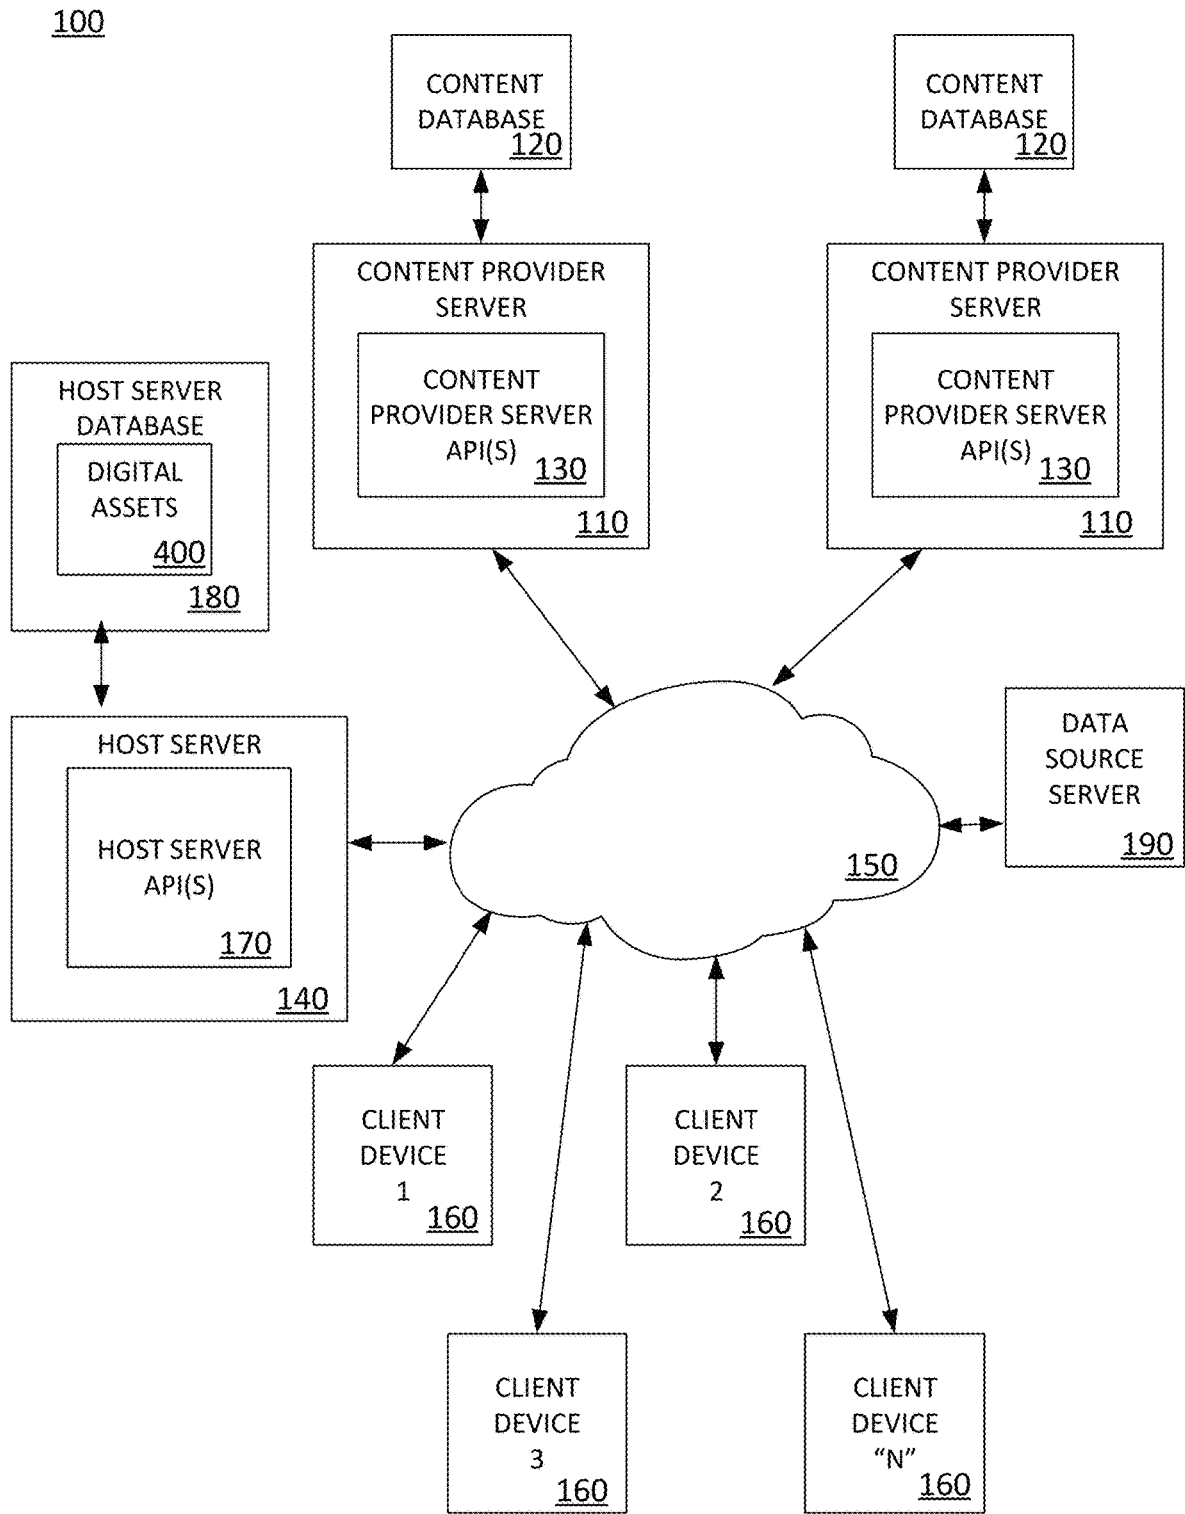 100
CONTENT
DATABASE
120
CONTENT
DATABASE
120
CONTENT PROVIDER
SERVER
CONTENT
PROVIDER SERVER
API(S)
130
110
CONTENT PROVIDER
SERVER
CONTENT
PROVIDER SERVER
API(S)
130
110
HOST SERVER
DATABASE
DIGITAL
ASSETS
400
180
HOST SERVER
HOST SERVER
API(S)
170
140
150
DATA
SOURCE
SERVER
190
CLIENT
DEVICE
1
160
CLIENT
DEVICE
2
160
CLIENT
DEVICE
3
160
CLIENT
DEVICE
“N”
160